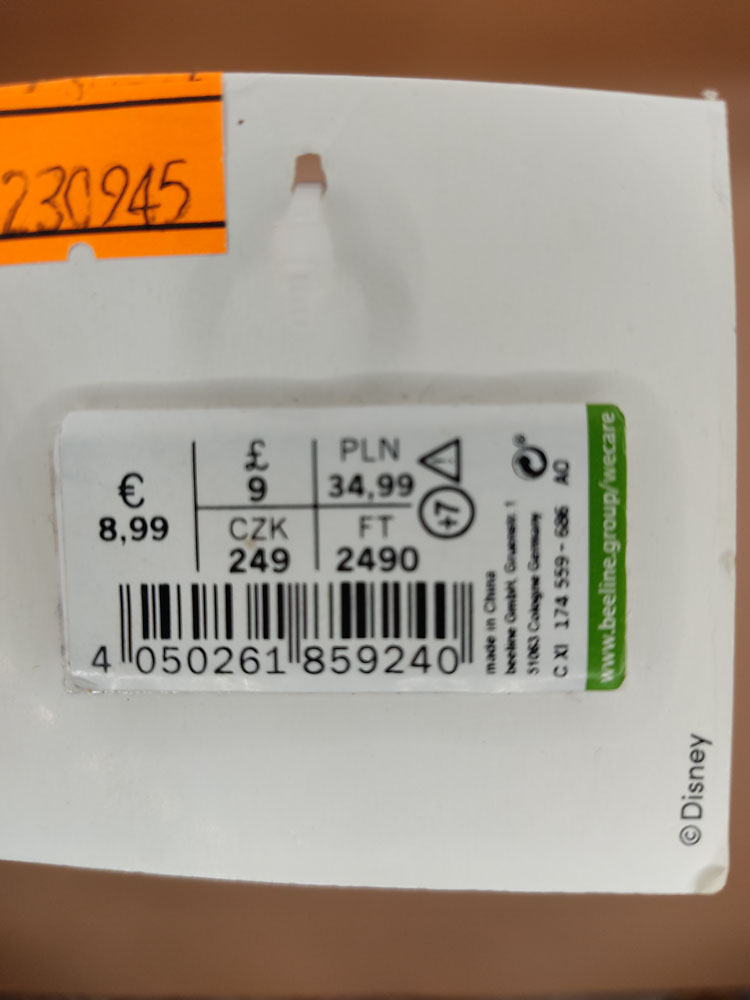 230945
€
8,99
£
9
PLN
34,99
CZK
249
FT
2490
+7
4 050261 859240
made in China
beeline GmbH, 1
51063 Cologne Germany
C XI 174 559 - 686 AO
www.beeline.group/wecare
©Disney